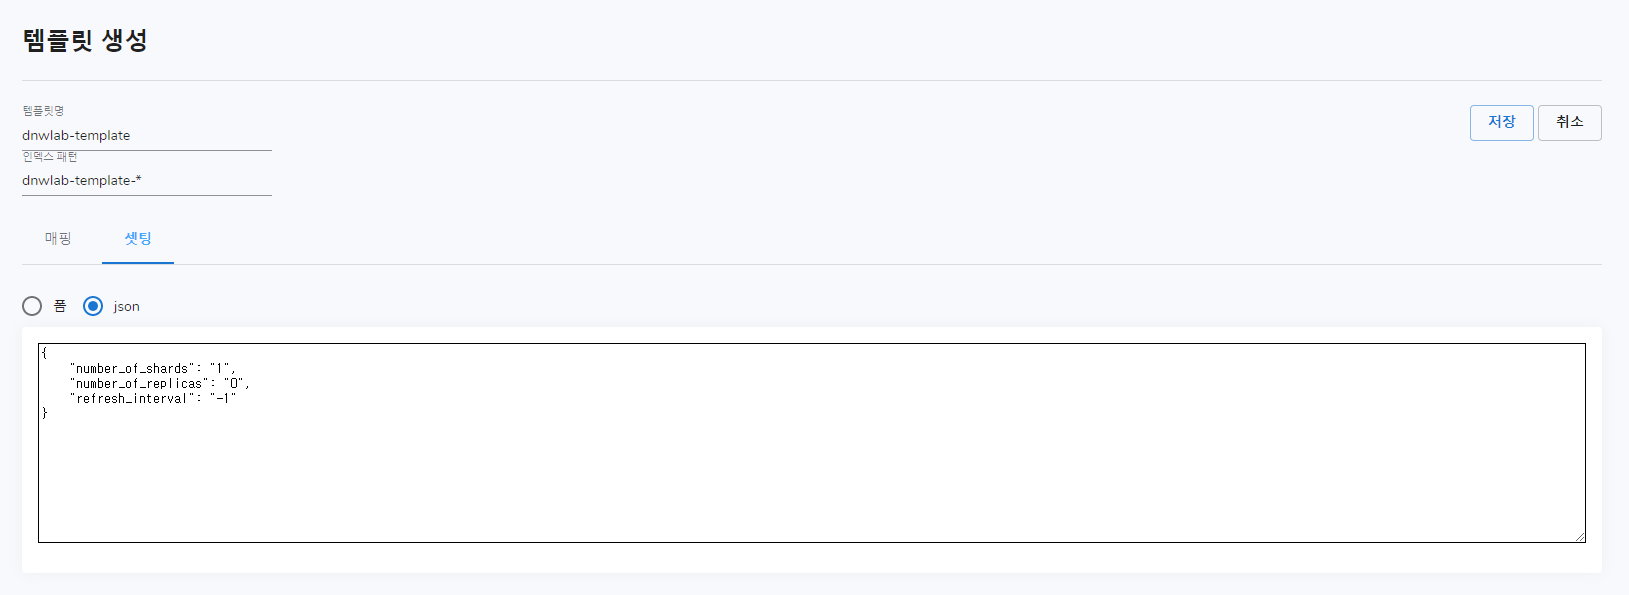 템플릿 생성
템플릿명
dnwlab-template
저장 취소
인덱스 패턴
dnwlab-template-*
매핑 셋팅
폼 json
{
    "number_of_shards": "1",
    "number_of_replicas": "0",
    "refresh_interval": "-1"
}